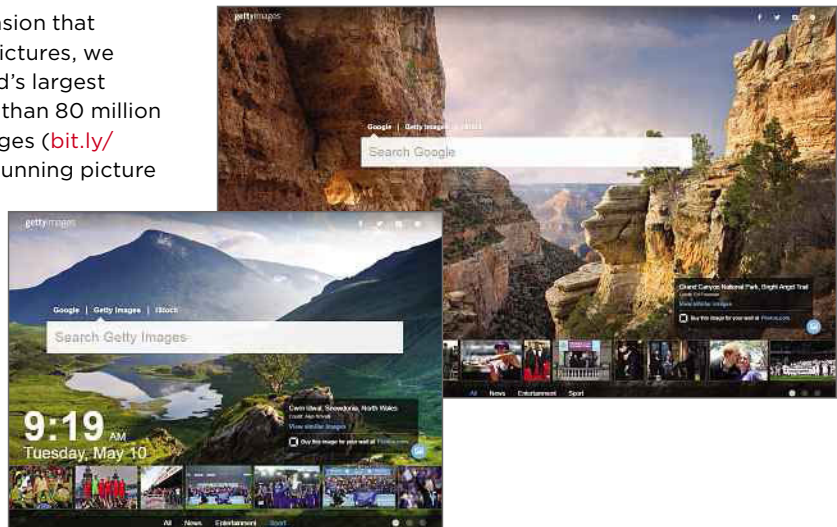 nsion that
ictures, we
d's largest
than 80 million
ges (bit.ly/
unning picture
gettyimages
Google | Getty Images | iStock
Search Google
Grand Canyon National Park, Bright Angel Trail
View similar images
Buy this image for your wall at Photos.com
All News Entertainment Sport
gettyimages
Google | Getty Images | iStock
Search Getty Images
9:19 AM
Tuesday, May 10
Cwm Idwal, Snowdonia, North Wales
View similar images
Buy this image for your wall at Photos.com
All News Entertainment Sport